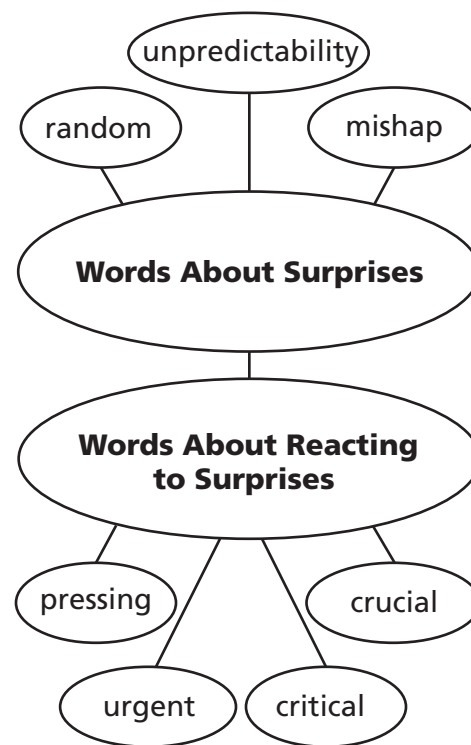 unpredictability
random
mishap
Words About Surprises
Words About Reacting
to Surprises
pressing
crucial
urgent
critical